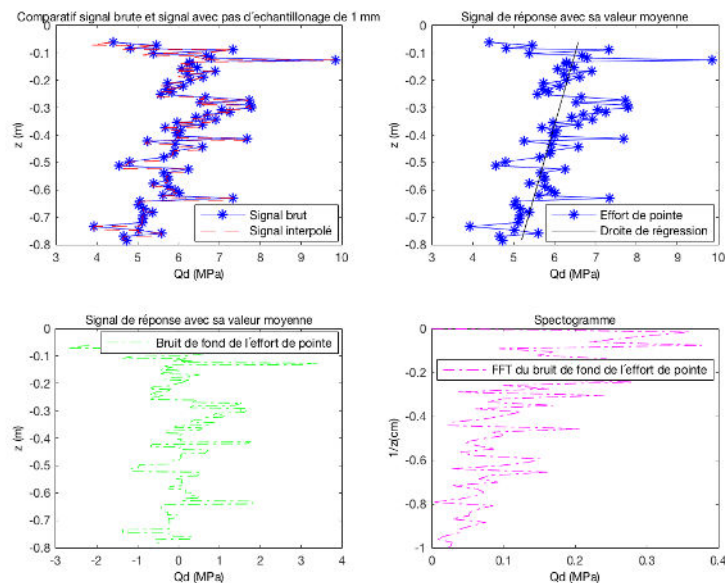 Comparatif signal brute et signal avec pas d´echantillonage de 1 mm
z (m)
0
-0.1
-0.2
-0.3
-0.4
-0.5
-0.6
-0.7
-0.8
Signal brut
Signal interpolé
2 3 4 5 6 7 8 9 10
Qd (MPa)
Signal de réponse avec sa valeur moyenne
z (m)
0
-0.1
-0.2
-0.3
-0.4
-0.5
-0.6
-0.7
-0.8
Effort de pointe
Droite de régression
3 4 5 6 7 8 9 10
Qd (MPa)
Signal de réponse avec sa valeur moyenne
Bruit de fond de l´effort de pointe
z (m)
0
-0.1
-0.2
-0.3
-0.4
-0.5
-0.6
-0.7
-0.8
-3 -2 -1 0 1 2 3 4
Qd (MPa)
Spectogramme
FFT du bruit de fond de l´effort de pointe
1/z(cm)
0
-0.2
-0.4
-0.6
-0.8
-1
0 0.1 0.2 0.3 0.4
Qd (MPa)